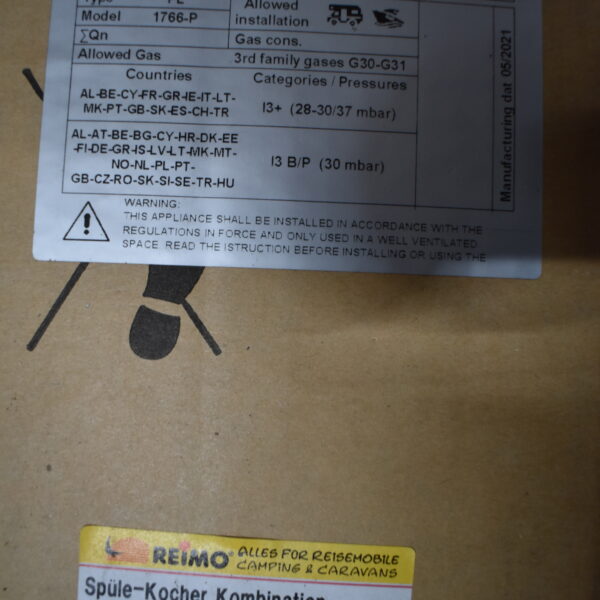 Model 1766-P
Allowed installation
∑Qn
Gas cons.
Allowed Gas 3rd family gases G30-G31
Countries Categories / Pressures
AL-BE-CY-FR-GR-IE-IT-LT-
MK-PT-GB-SK-ES-CH-TR
I3+ (28-30/37 mbar)
AL-AT-BE-BG-CY-HR-DK-EE
-FI-DE-GR-IS-LV-LT-MK-MT-
NO-NL-PL-PT-
GB-CZ-RO-SK-SI-SE-TR-HU
I3 B/P (30 mbar)
Manufacturing dat 05/2021
WARNING:
THIS APPLIANCE SHALL BE INSTALLED IN ACCORDANCE WITH THE
REGULATIONS IN FORCE AND ONLY USED IN A WELL VENTILATED
SPACE. READ THE ISTRUCTION BEFORE INSTALLING OR USING THE
REIMO ALLES FÜR REISEMOBILE
CAMPING & CARAVANS
Spüle-Kocher Kombination